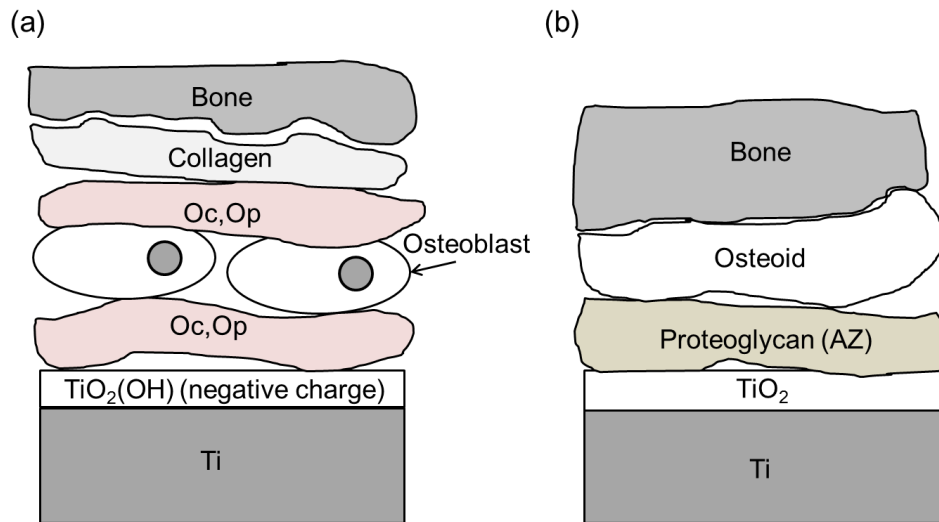 (a)
Bone
Collagen
Oc,Op
Osteoblast
Oc,Op
TiO₂(OH) (negative charge)
Ti
(b)
Bone
Osteoid
Proteoglycan (AZ)
TiO₂
Ti